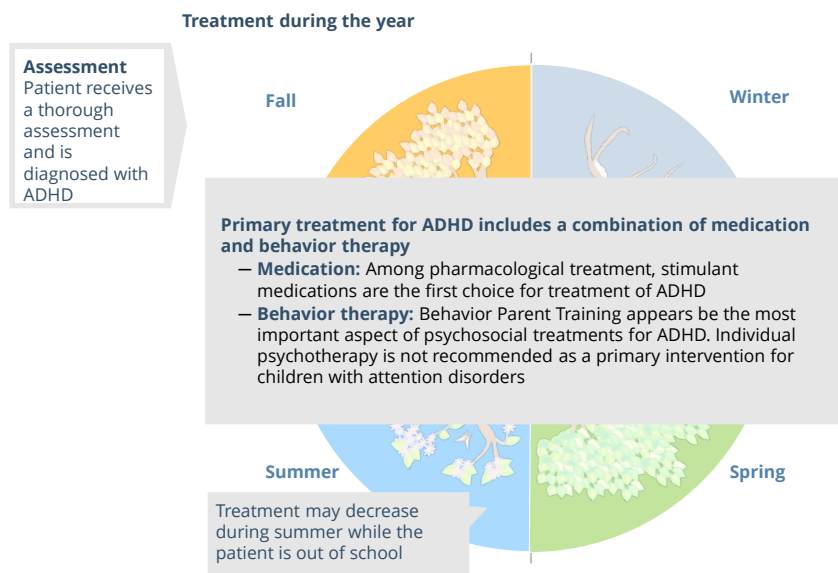 Treatment during the year
Assessment
Patient receives
a thorough
assessment
and is
diagnosed with
ADHD
Fall
Winter
Primary treatment for ADHD includes a combination of medication
and behavior therapy
— Medication: Among pharmacological treatment, stimulant
medications are the first choice for treatment of ADHD
— Behavior therapy: Behavior Parent Training appears be the most
important aspect of psychosocial treatments for ADHD. Individual
psychotherapy is not recommended as a primary intervention for
children with attention disorders
Summer
Spring
Treatment may decrease
during summer while the
patient is out of school